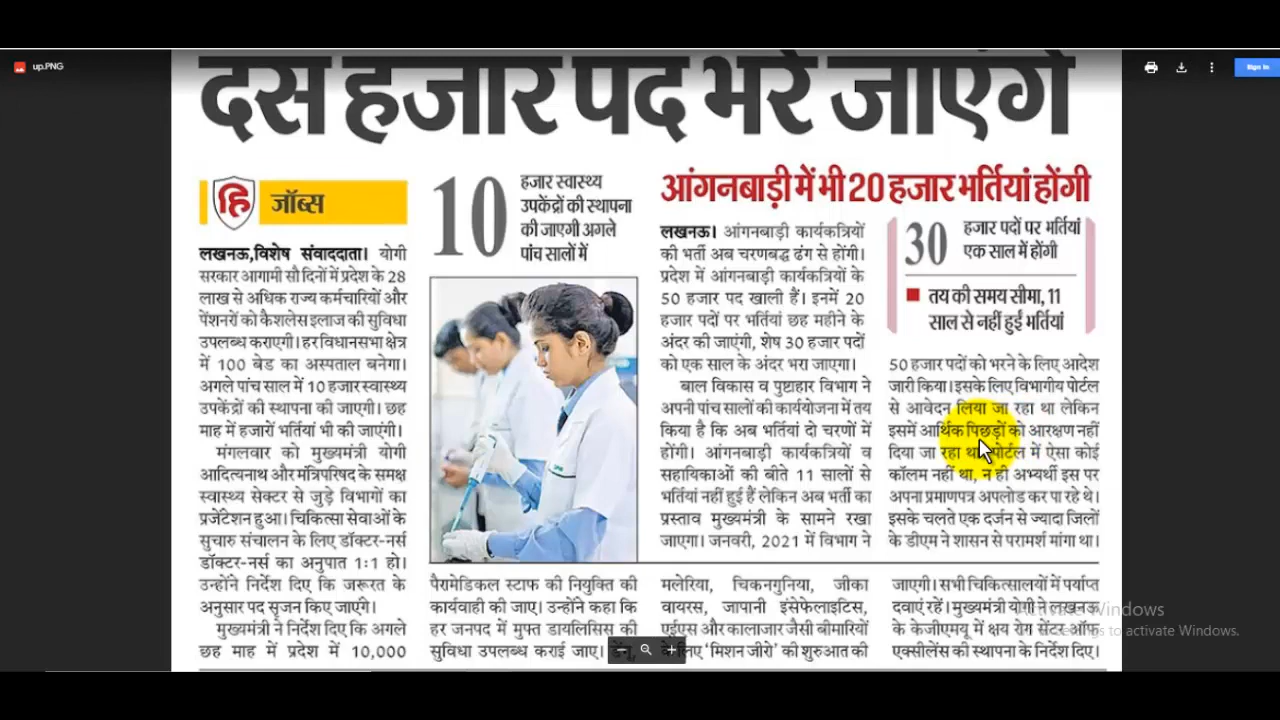 up.PNG
Sign in
दस हजार पद भरे जाएंगे
हि
जॉब्स
लखनऊ,विशेष संवाददाता। योगी
सरकार आगामी सौ दिनों में प्रदेश के 28
लाख से अधिक राज्य कर्मचारियों और
पेंशनरों को कैशलेस इलाज की सुविधा
उपलब्ध कराएगी। हर विधानसभा क्षेत्र
में 100 बेड का अस्पताल बनेगा।
अगले पांच साल में 10 हजार स्वास्थ्य
उपकेंद्रों की स्थापना की जाएगी। छह
माह में हजारों भर्तियां भी की जाएंगी।
मंगलवार को मुख्यमंत्री योगी
आदित्यनाथ और मंत्रिपरिषद के समक्ष
स्वास्थ्य सेक्टर से जुड़े विभागों का
प्रजेंटेशन हुआ। चिकित्सा सेवाओं के
सुचारु संचालन के लिए डॉक्टर-नर्स
डॉक्टर-नर्स का अनुपात 1:1 हो।
उन्होंने निर्देश दिए कि जरूरत के
अनुसार पद सृजन किए जाएंगे।
मुख्यमंत्री ने निर्देश दिए कि अगले
छह माह में प्रदेश में 10,000
10
हजार स्वास्थ्य
उपकेंद्रों की स्थापना
की जाएगी अगले
पांच सालों में
पैरामेडिकल स्टाफ की नियुक्ति की
कार्यवाही की जाए। उन्होंने कहा कि
हर जनपद में मुफ्त डायलिसिस की
सुविधा उपलब्ध कराई जाए। डेंगू,
मलेरिया, चिकनगुनिया, जीका
वायरस, जापानी इंसेफेलाइटिस,
एईएस और कालाजार जैसी बीमारियों
के लिए 'मिशन जीरो' की शुरुआत की
जाएगी। सभी चिकित्सालयों में पर्याप्त
दवाएं रहें। मुख्यमंत्री योगी ने लखनऊ
के केजीएमयू में क्षय रोग सेंटर ऑफ
एक्सीलेंस की स्थापना के निर्देश दिए।
आंगनबाड़ी में भी 20 हजार भर्तियां होंगी
लखनऊ। आंगनबाड़ी कार्यकत्रियों
की भर्ती अब चरणबद्ध ढंग से होंगी।
प्रदेश में आंगनबाड़ी कार्यकत्रियों के
50 हजार पद खाली हैं। इनमें 20
हजार पदों पर भर्तियां छह महीने के
अंदर की जाएंगी, शेष 30 हजार पदों
को एक साल के अंदर भरा जाएगा।
बाल विकास व पुष्टाहार विभाग ने
अपनी पांच सालों की कार्ययोजना में तय
किया है कि अब भर्तियां दो चरणों में
होंगी। आंगनबाड़ी कार्यकत्रियों व
सहायिकाओं की बीते 11 सालों से
भर्तियां नहीं हुई हैं लेकिन अब भर्ती का
प्रस्ताव मुख्यमंत्री के सामने रखा
जाएगा। जनवरी, 2021 में विभाग ने
30
हजार पदों पर भर्तियां
एक साल में होंगी
तय की समय सीमा, 11
साल से नहीं हुईं भर्तियां
50 हजार पदों को भरने के लिए आदेश
जारी किया। इसके लिए विभागीय पोर्टल
से आवेदन लिया जा रहा था लेकिन
इसमें आर्थिक पिछड़ों को आरक्षण नहीं
दिया जा रहा था। पोर्टल में ऐसा कोई
कॉलम नहीं था, न ही अभ्यर्थी इस पर
अपना प्रमाणपत्र अपलोड कर पा रहे थे।
इसके चलते एक दर्जन से ज्यादा जिलों
के डीएम ने शासन से परामर्श मांगा था।
Activate Windows
Settings to activate Windows.